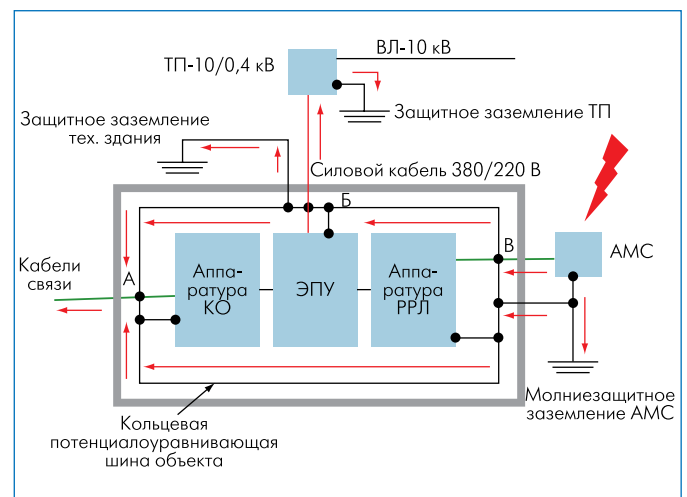 ВЛ-10 кВ
ТП-10/0,4 кВ
Защитное заземление ТП
Защитное заземление
тех. здания
Силовой кабель 380/220 В
Б
В
АМС
Кабели
связи
А
Аппа-
ратура
КО
ЭПУ
Аппа-
ратура
РРЛ
Молниезащитное
заземление АМС
Кольцевая
потенциалоуравнивающая
шина объекта